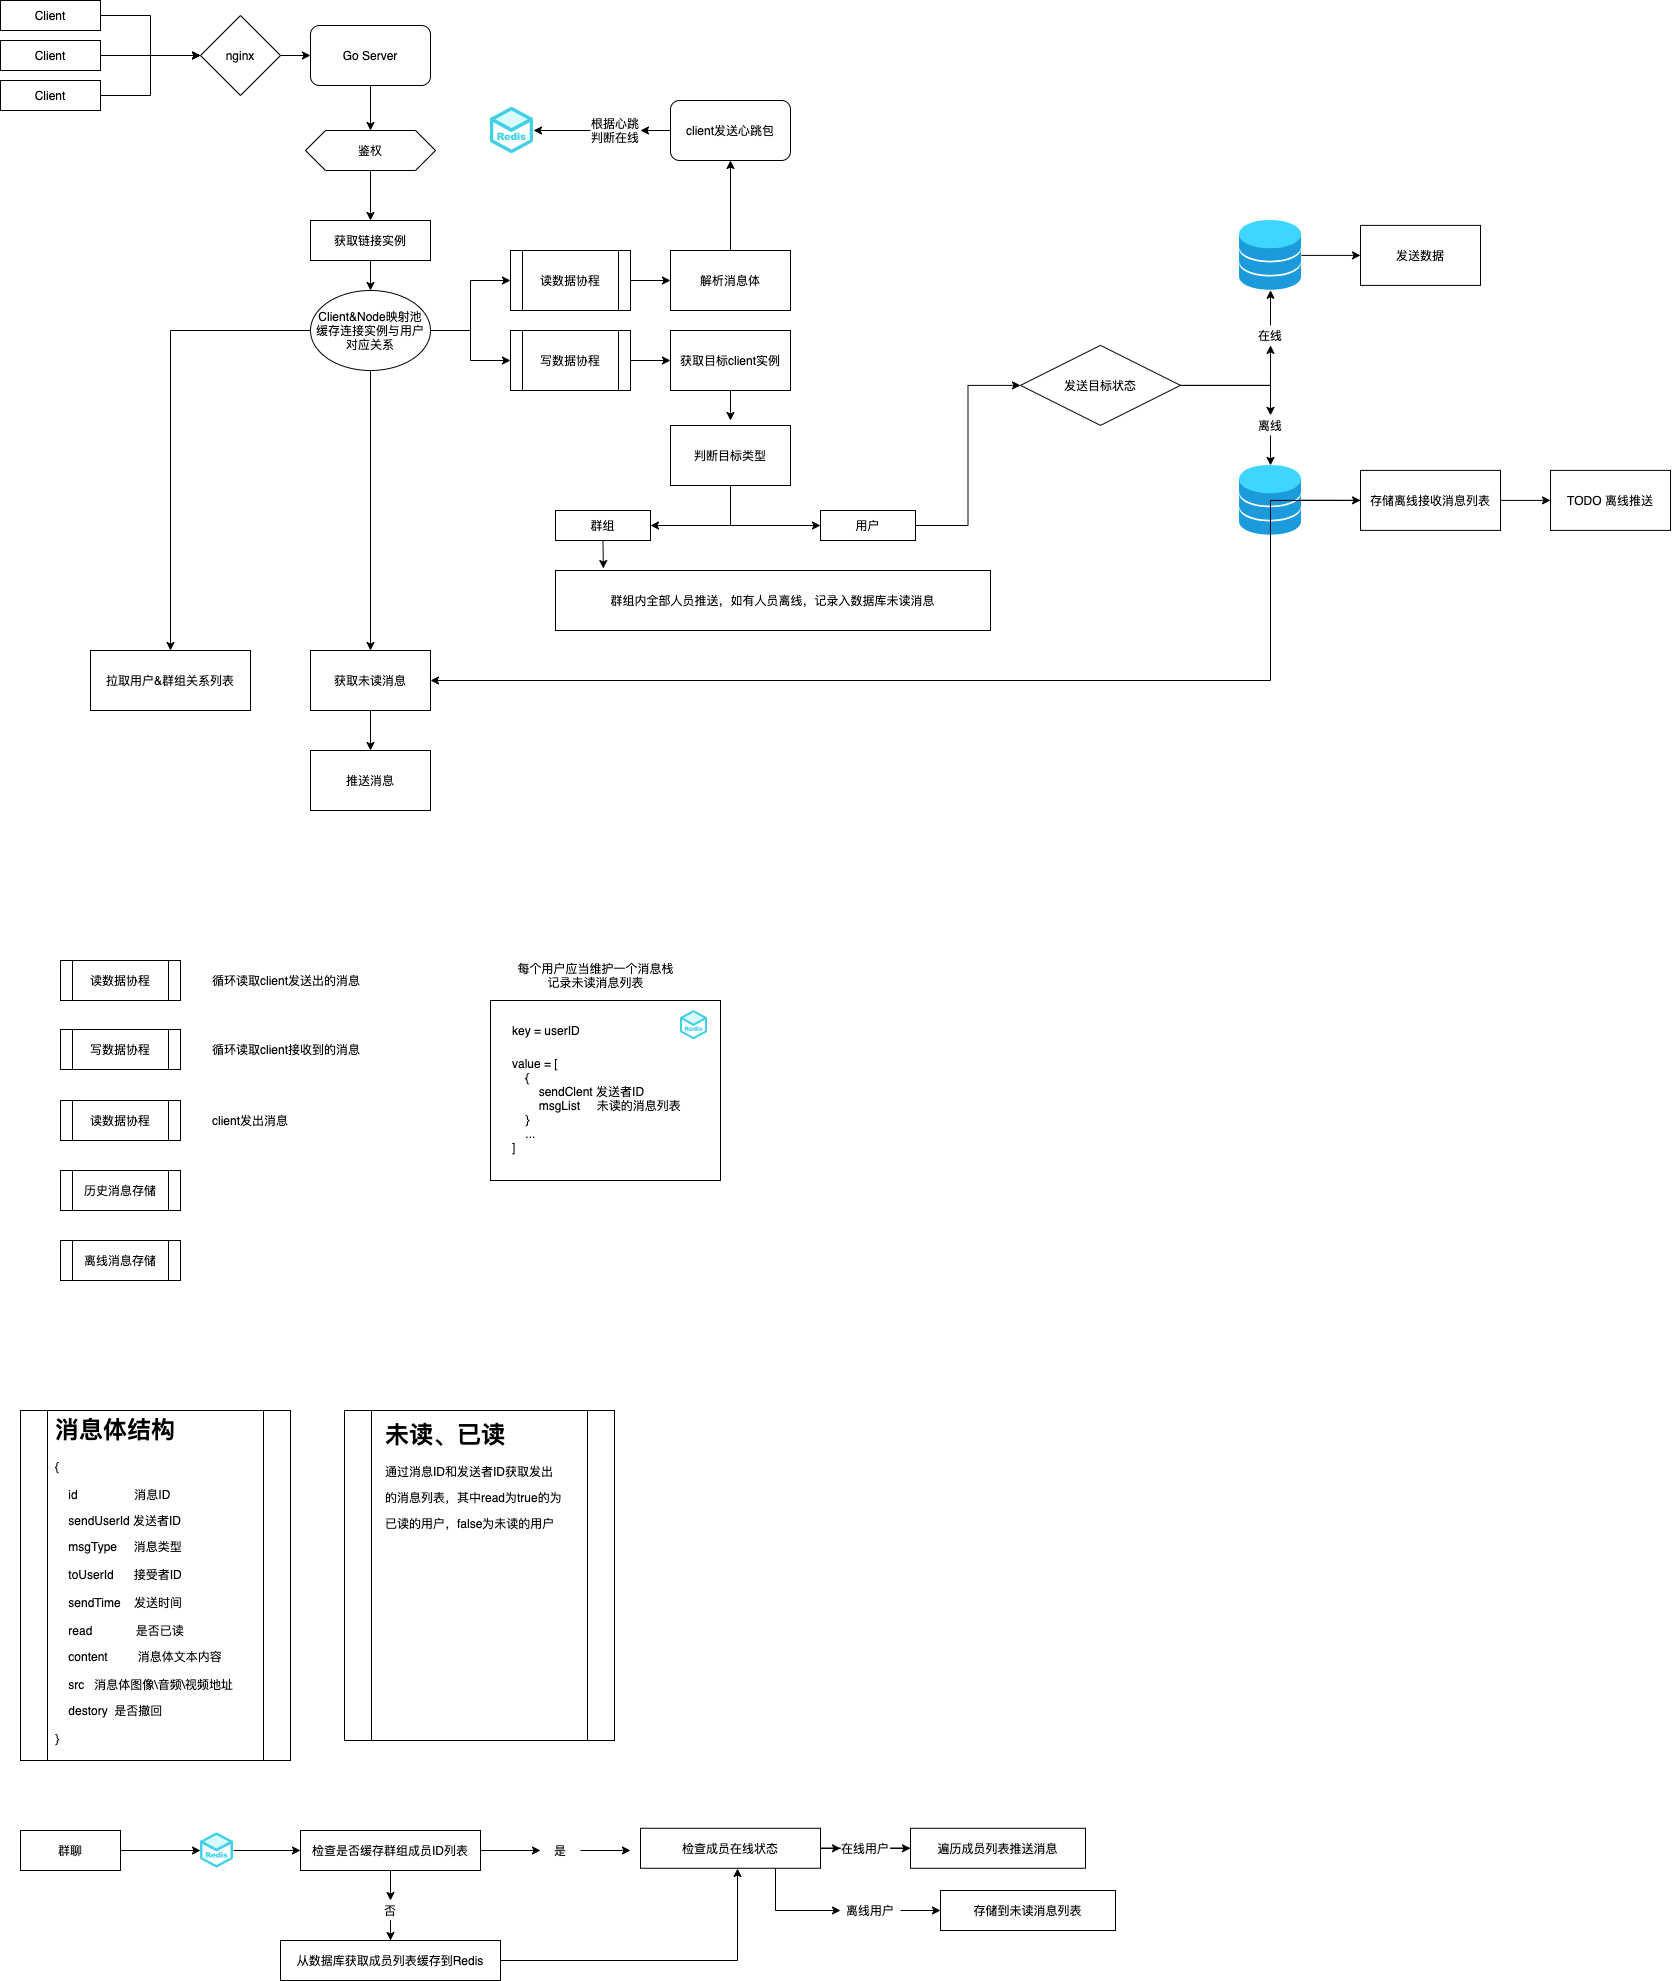 Client
Client
Client
nginx
Go Server
鉴权
获取链接实例
Client&Node映射池
缓存连接实例与用户
对应关系
Redis
根据心跳
判断在线
client发送心跳包
读数据协程
解析消息体
写数据协程
获取目标client实例
判断目标类型
群组
用户
群组内全部人员推送，如有人员离线，记录入数据库未读消息
发送目标状态
在线
离线
发送数据
存储离线接收消息列表
TODO 离线推送
拉取用户&群组关系列表
获取未读消息
推送消息
读数据协程
循环读取client发送出的消息
写数据协程
循环读取client接收到的消息
读数据协程
client发出消息
历史消息存储
离线消息存储
每个用户应当维护一个消息栈
记录未读消息列表
Redis
key = userID
value = [
{
sendClent 发送者ID
msgList 未读的消息列表
}
...
]
消息体结构
{
id 消息ID
sendUserId 发送者ID
msgType 消息类型
toUserId 接受者ID
sendTime 发送时间
read 是否已读
content 消息体文本内容
src 消息体图像\音频\视频地址
destory 是否撤回
}
未读、已读
通过消息ID和发送者ID获取发出
的消息列表，其中read为true的为
已读的用户，false为未读的用户
群聊
Redis
检查是否缓存群组成员ID列表
是
否
从数据库获取成员列表缓存到Redis
检查成员在线状态
在线用户
遍历成员列表推送消息
离线用户
存储到未读消息列表